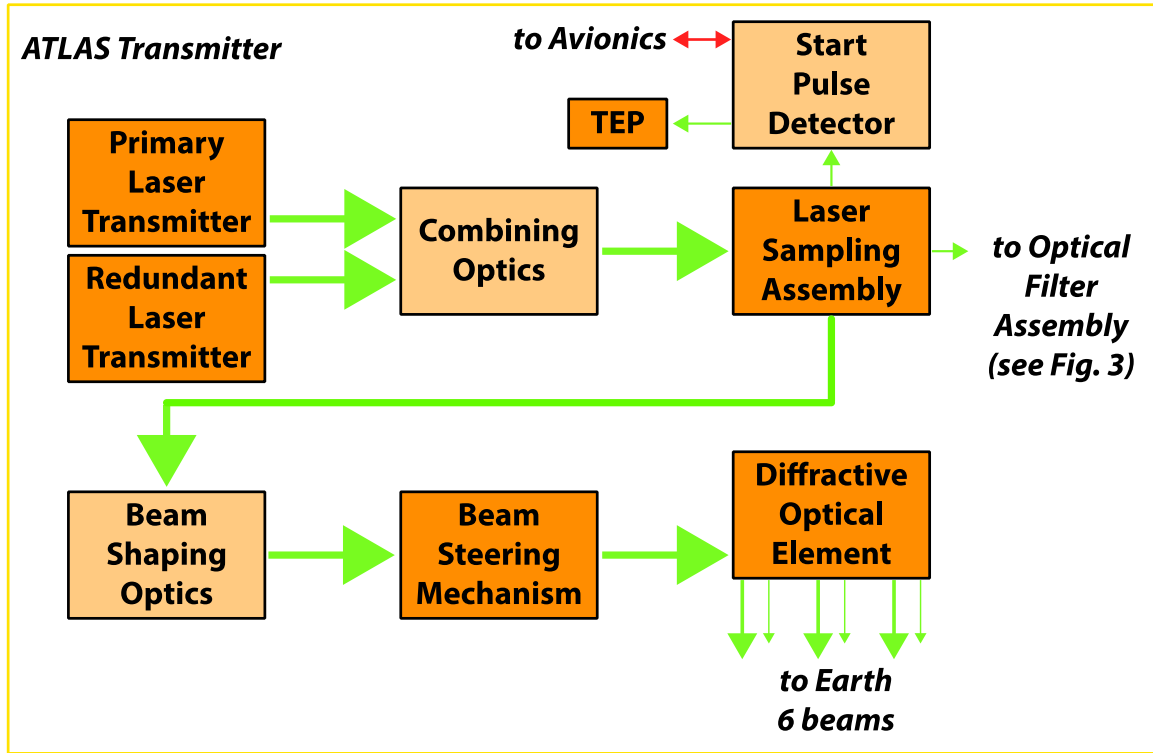 ATLAS Transmitter
to Avionics
Start
Pulse
Detector
TEP
Primary
Laser
Transmitter
Redundant
Laser
Transmitter
Combining
Optics
Laser
Sampling
Assembly
to Optical
Filter
Assembly
(see Fig. 3)
Beam
Shaping
Optics
Beam
Steering
Mechanism
Diffractive
Optical
Element
to Earth
6 beams